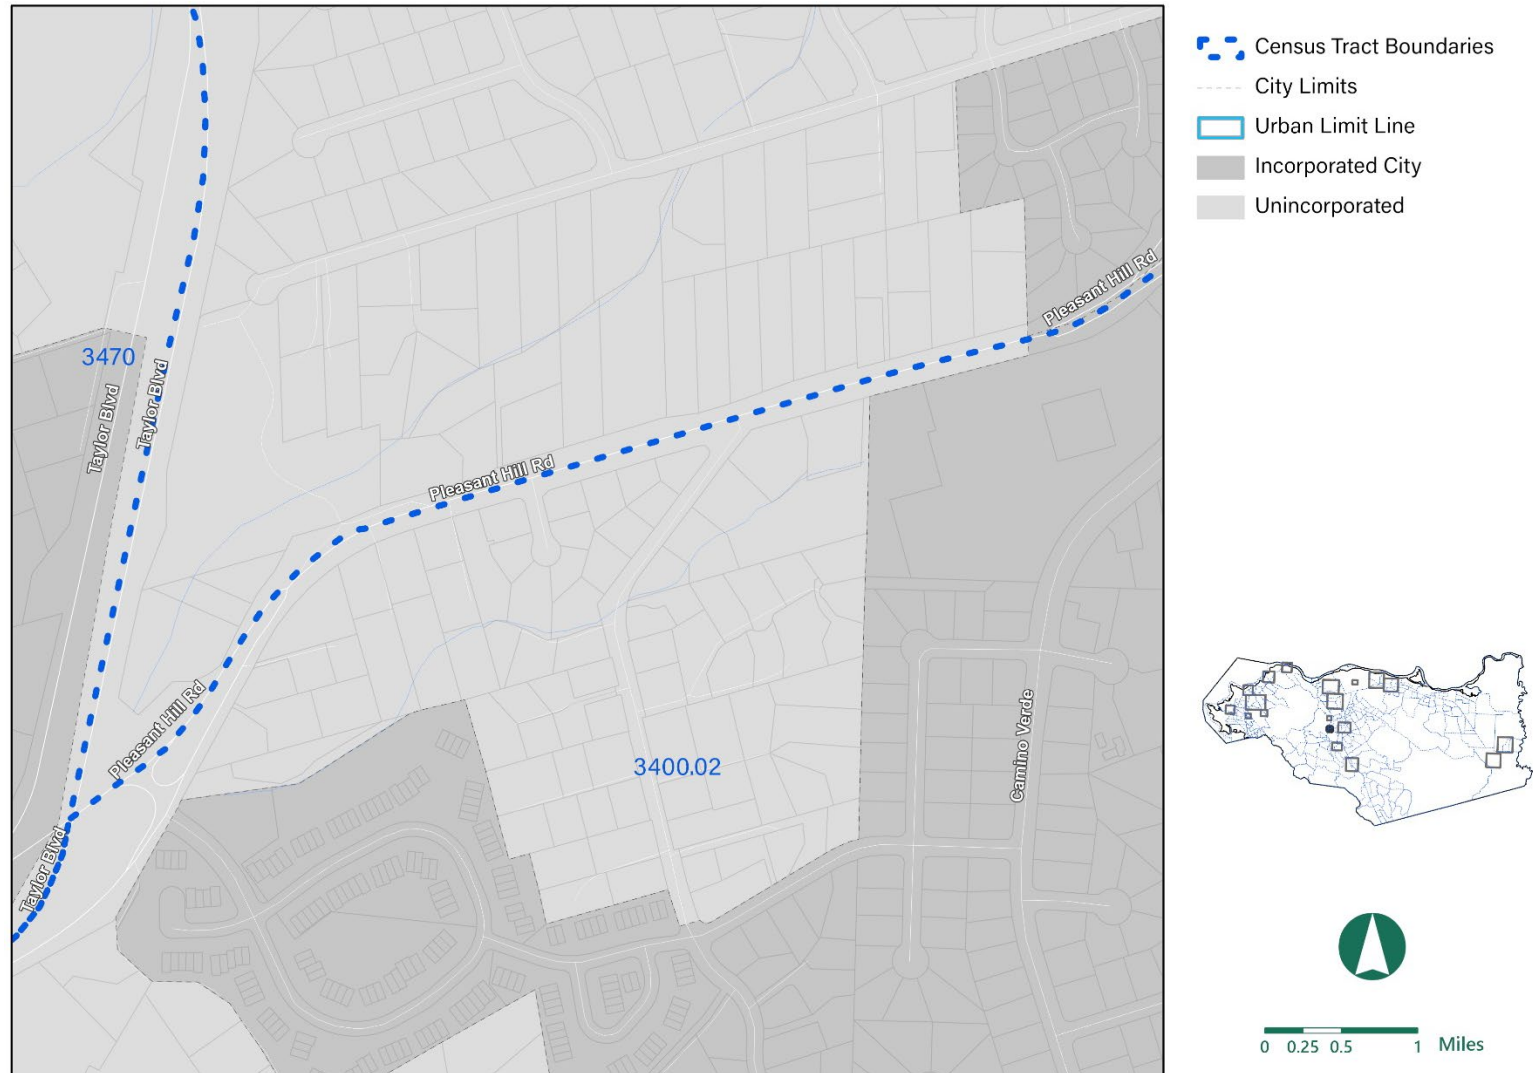 Census Tract Boundaries
City Limits
Urban Limit Line
Incorporated City
Unincorporated
Pleasant Hill Rd
3470
Taylor Blvd
Taylor Blvd
Pleasant Hill Rd
Pleasant Hill Rd
Camino Verde
3400.02
Taylor Blvd
0 0.25 0.5 1 Miles